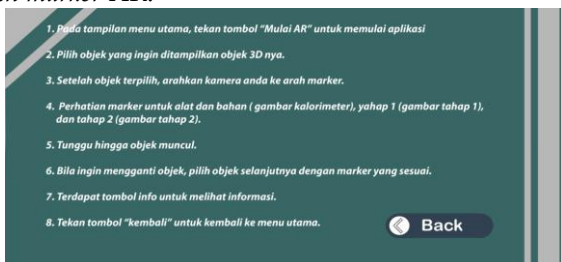 1. Pada tampilan menu utama, tekan tombol “Mulai AR” untuk memulai aplikasi
2. Pilih objek yang ingin ditampilkan objek 3D nya.
3. Setelah objek terpilih, arahkan kamera anda ke arah marker.
4. Perhatian marker untuk alat dan bahan ( gambar kalorimeter), yahap 1 (gambar tahap 1),
dan tahap 2 (gambar tahap 2).
5. Tunggu hingga objek muncul.
6. Bila ingin mengganti objek, pilih objek selanjutnya dengan marker yang sesuai.
7. Terdapat tombol info untuk melihat informasi.
8. Tekan tombol “kembali” untuk kembali ke menu utama.
Back